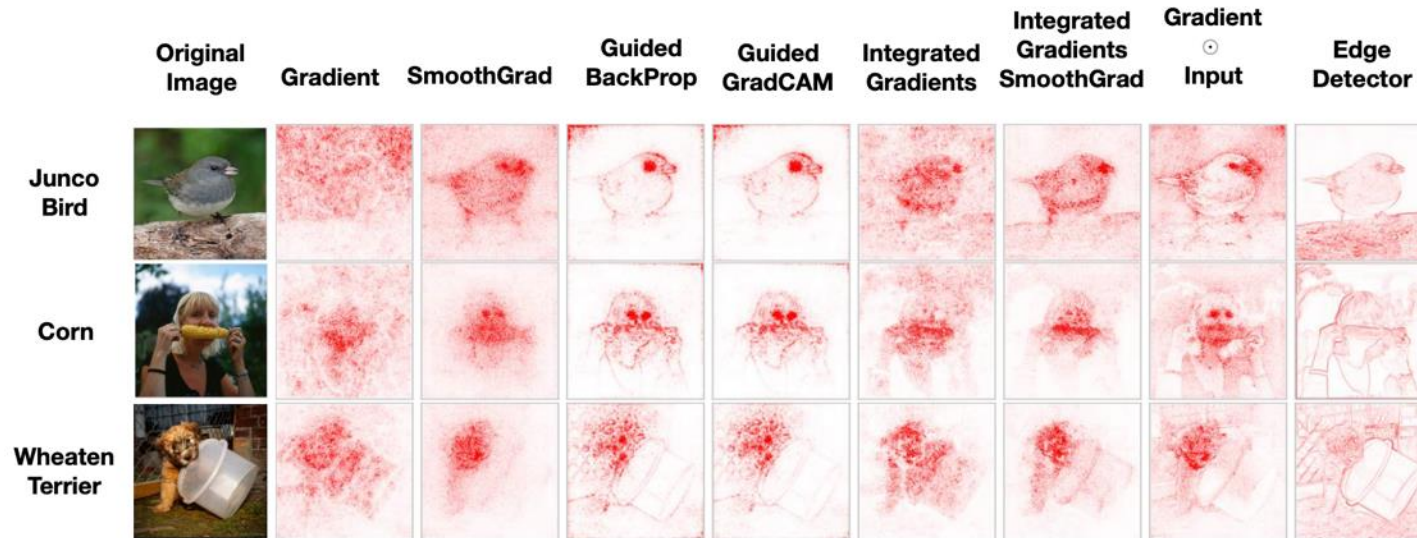 Original
Image
Gradient
SmoothGrad
Guided
BackProp
Guided
GradCAM
Integrated
Gradients
Integrated
Gradients
SmoothGrad
Gradient
⊙
Input
Edge
Detector
Junco
Bird
Corn
Wheaten
Terrier